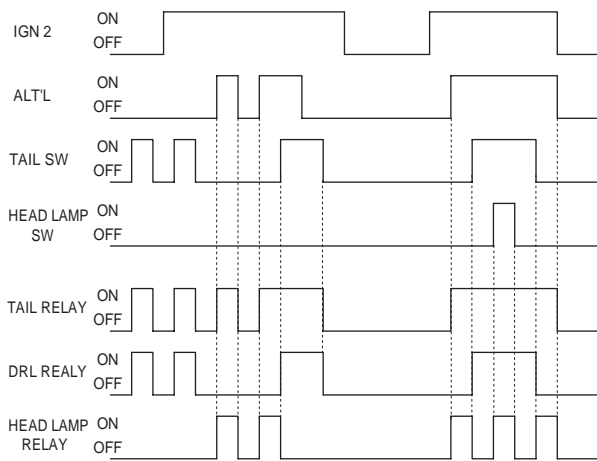 IGN 2
ON
OFF
ALT'L
ON
OFF
TAIL SW
ON
OFF
HEAD LAMP
SW
ON
OFF
TAIL RELAY
ON
OFF
DRL REALY
ON
OFF
HEAD LAMP
RELAY
ON
OFF